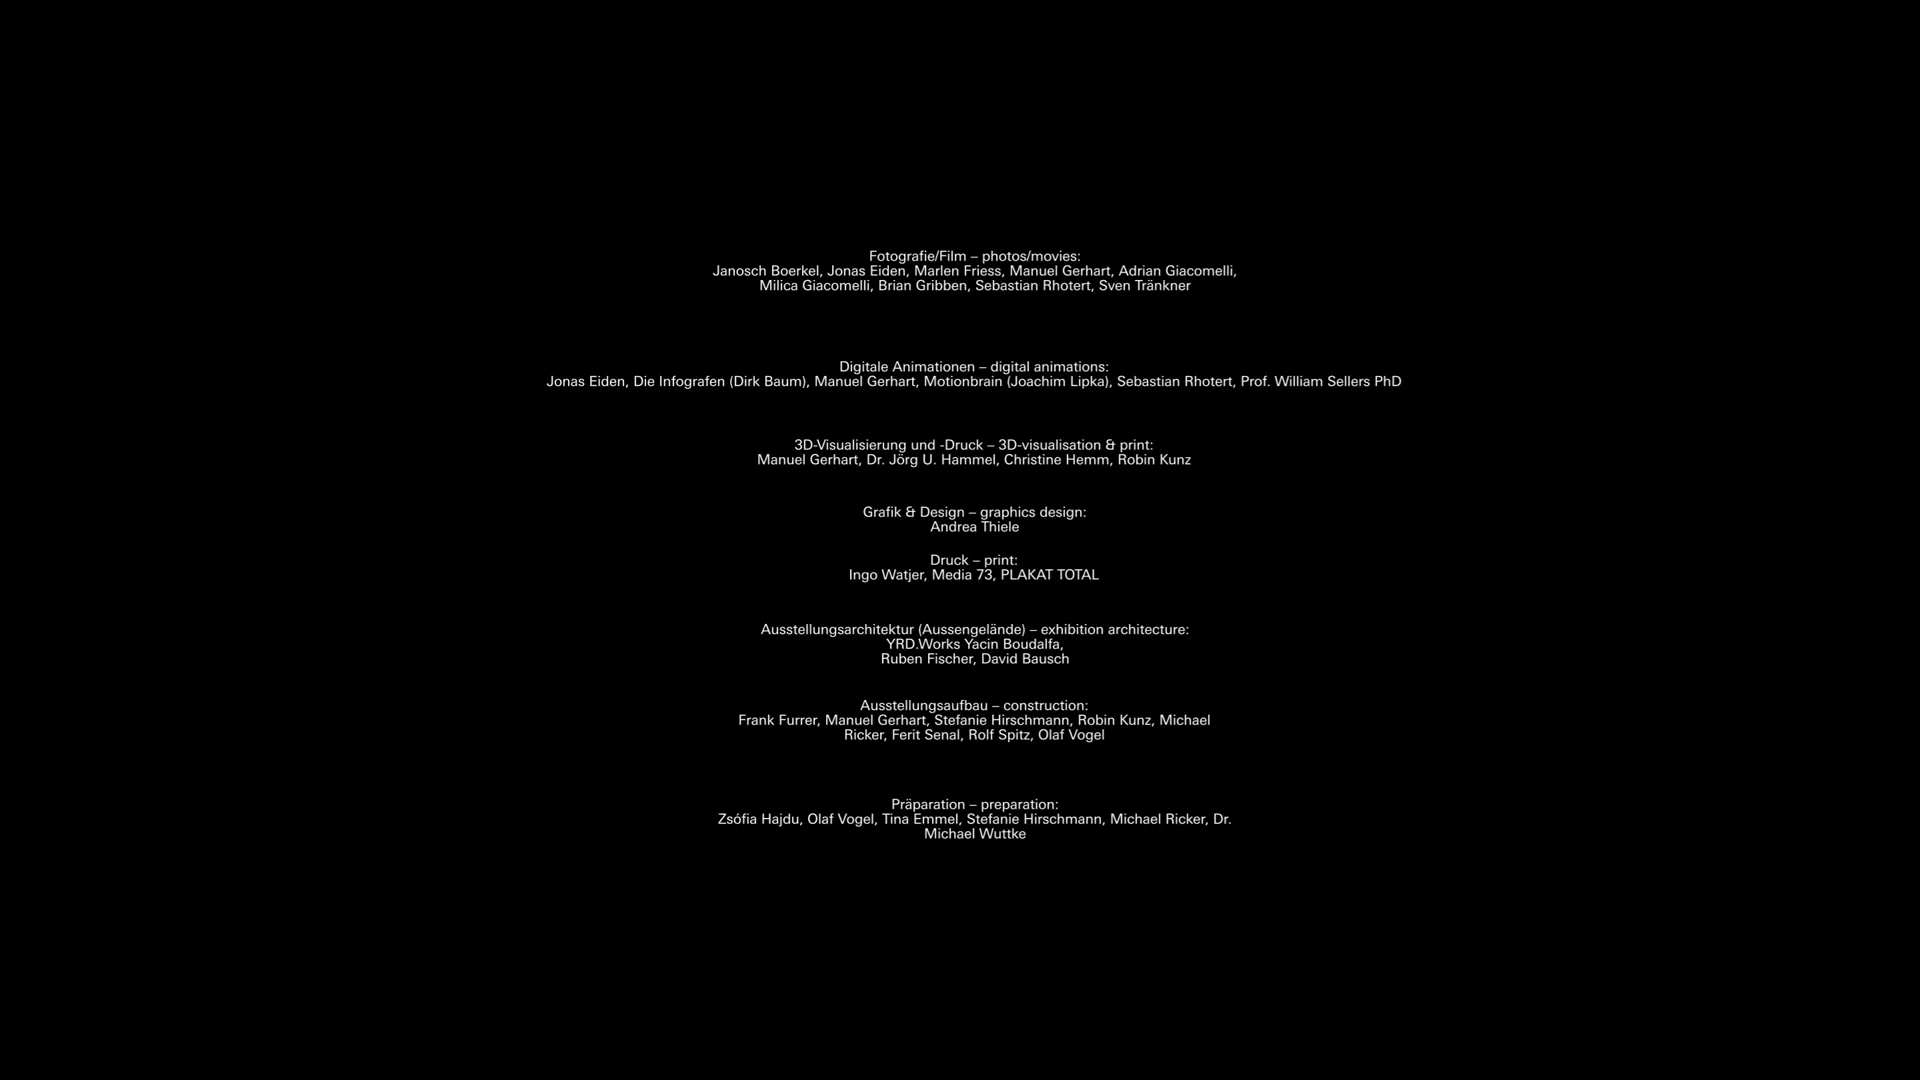 Fotografie/Film – photos/movies:
Janosch Boerkel, Jonas Eiden, Marlen Friess, Manuel Gerhart, Adrian Giacomelli,
Milica Giacomelli, Brian Gribben, Sebastian Rhotert, Sven Tränkner
Digitale Animationen – digital animations:
Jonas Eiden, Die Infografen (Dirk Baum), Manuel Gerhart, Motionbrain (Joachim Lipka), Sebastian Rhotert, Prof. William Sellers PhD
3D-Visualisierung und -Druck – 3D-visualisation & print:
Manuel Gerhart, Dr. Jörg U. Hammel, Christine Hemm, Robin Kunz
Grafik & Design – graphics design:
Andrea Thiele
Druck – print:
Ingo Watjer, Media 73, PLAKAT TOTAL
Ausstellungsarchitektur (Aussengelände) – exhibition architecture:
YRD.Works Yacin Boudalfa,
Ruben Fischer, David Bausch
Ausstellungsaufbau – construction:
Frank Furrer, Manuel Gerhart, Stefanie Hirschmann, Robin Kunz, Michael
Ricker, Ferit Senal, Rolf Spitz, Olaf Vogel
Präparation – preparation:
Zsófia Hajdu, Olaf Vogel, Tina Emmel, Stefanie Hirschmann, Michael Ricker, Dr.
Michael Wuttke